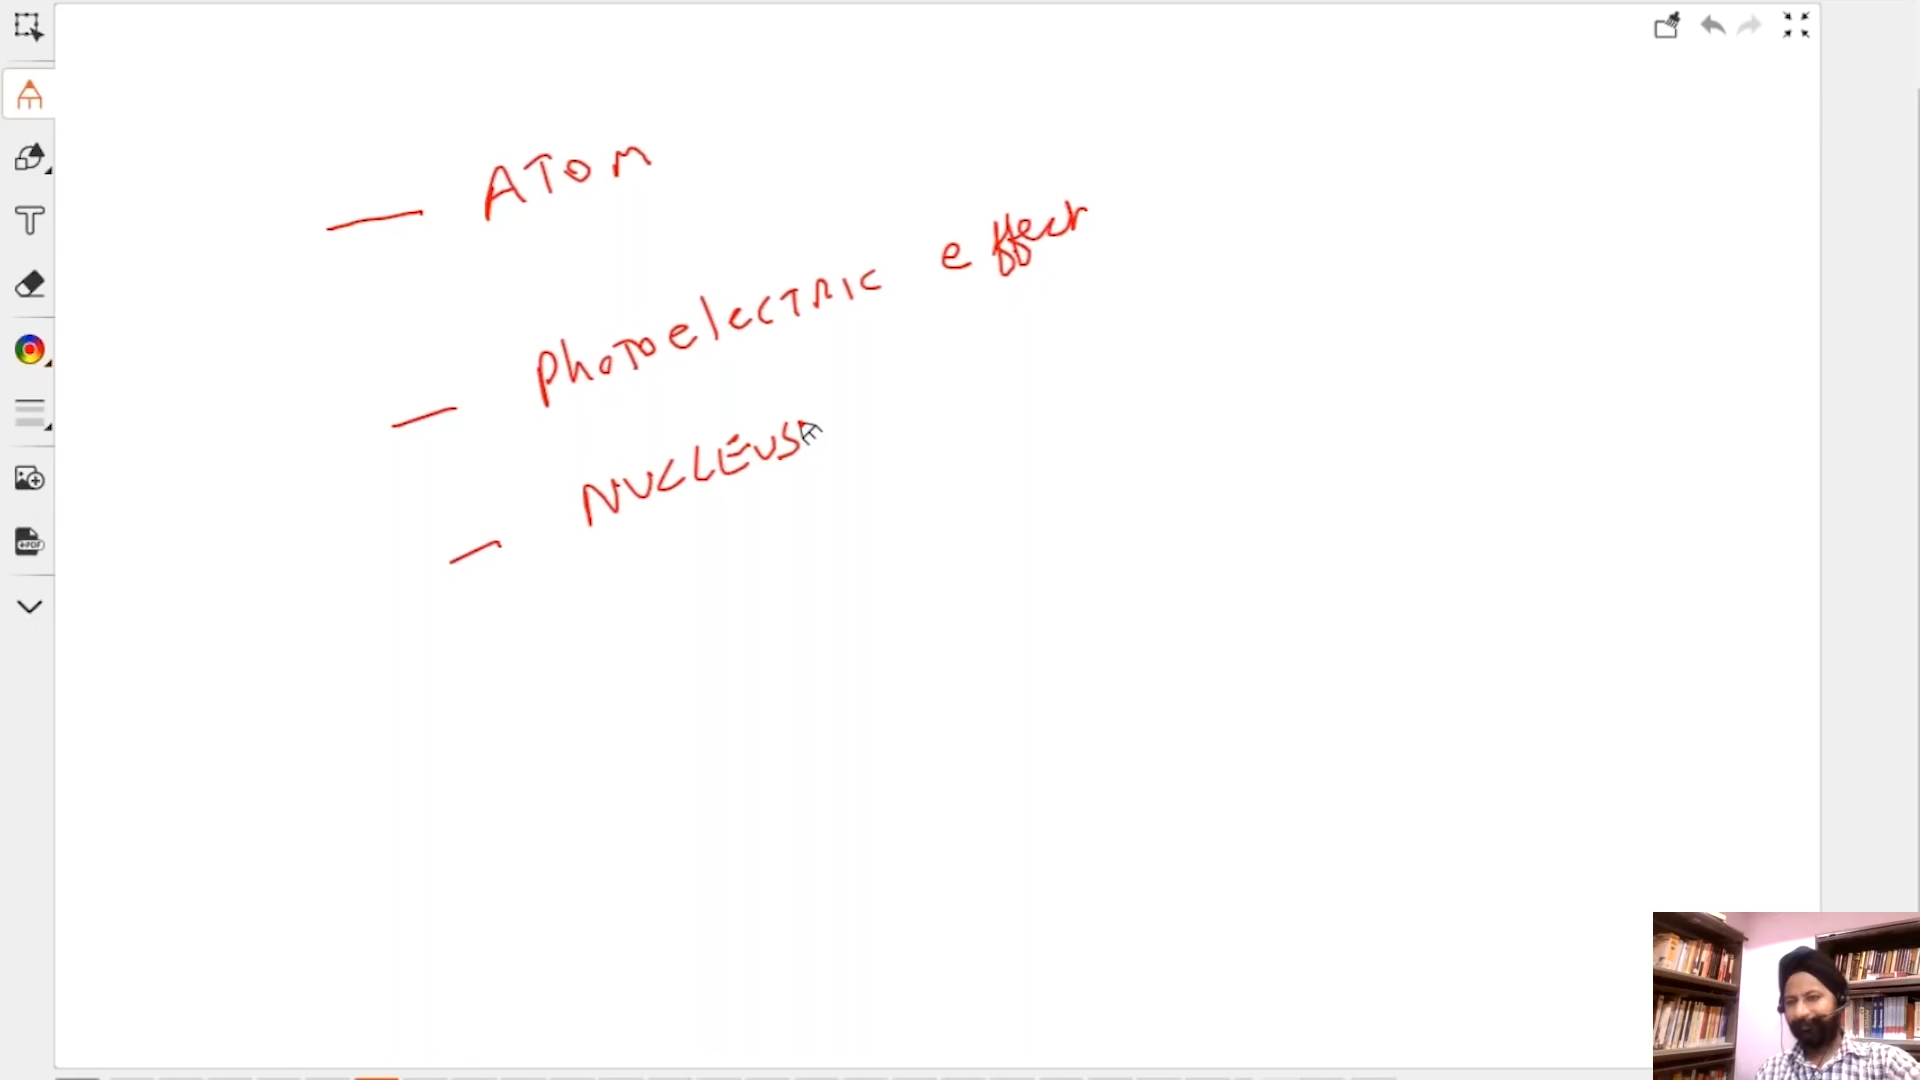 — ATOM
— Photoelectric effect
— NUCLEUS